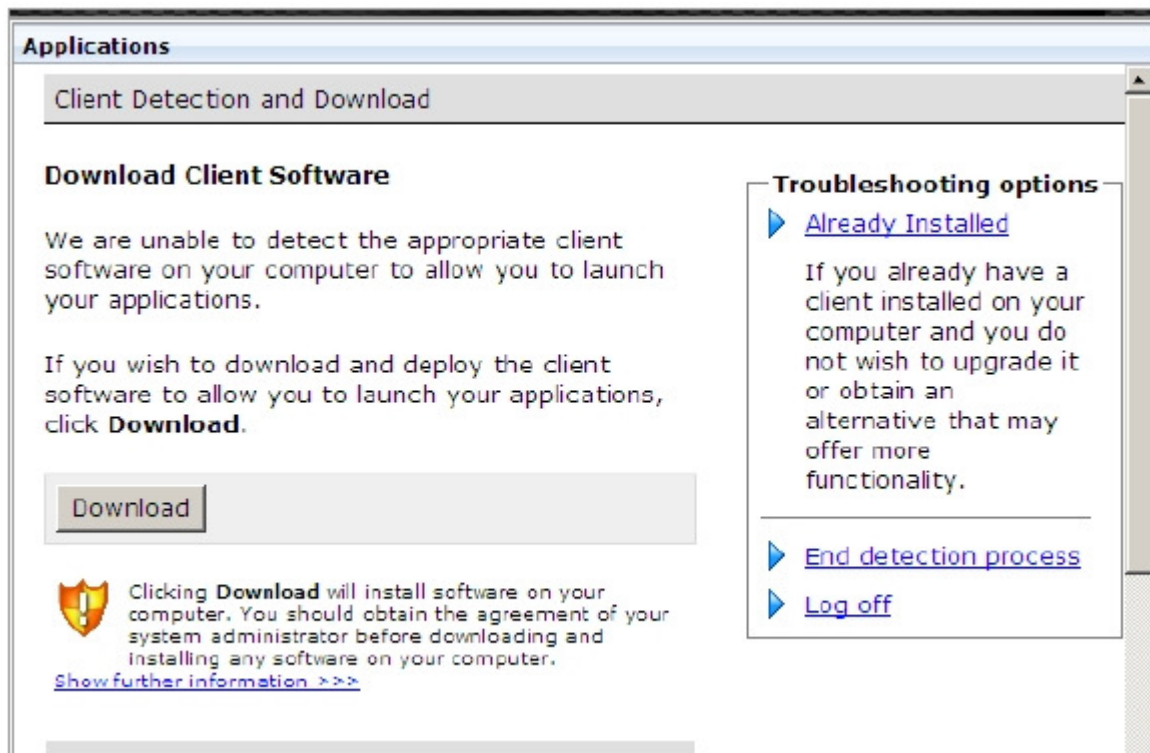 Applications
Client Detection and Download
Download Client Software
We are unable to detect the appropriate client
software on your computer to allow you to launch
your applications.
If you wish to download and deploy the client
software to allow you to launch your applications,
click Download.
Download
Clicking Download will install software on your
computer. You should obtain the agreement of your
system administrator before downloading and
installing any software on your computer.
Show further information >>>
Troubleshooting options
Already Installed
If you already have a
client installed on your
computer and you do
not wish to upgrade it
or obtain an
alternative that may
offer more
functionality.
End detection process
Log off